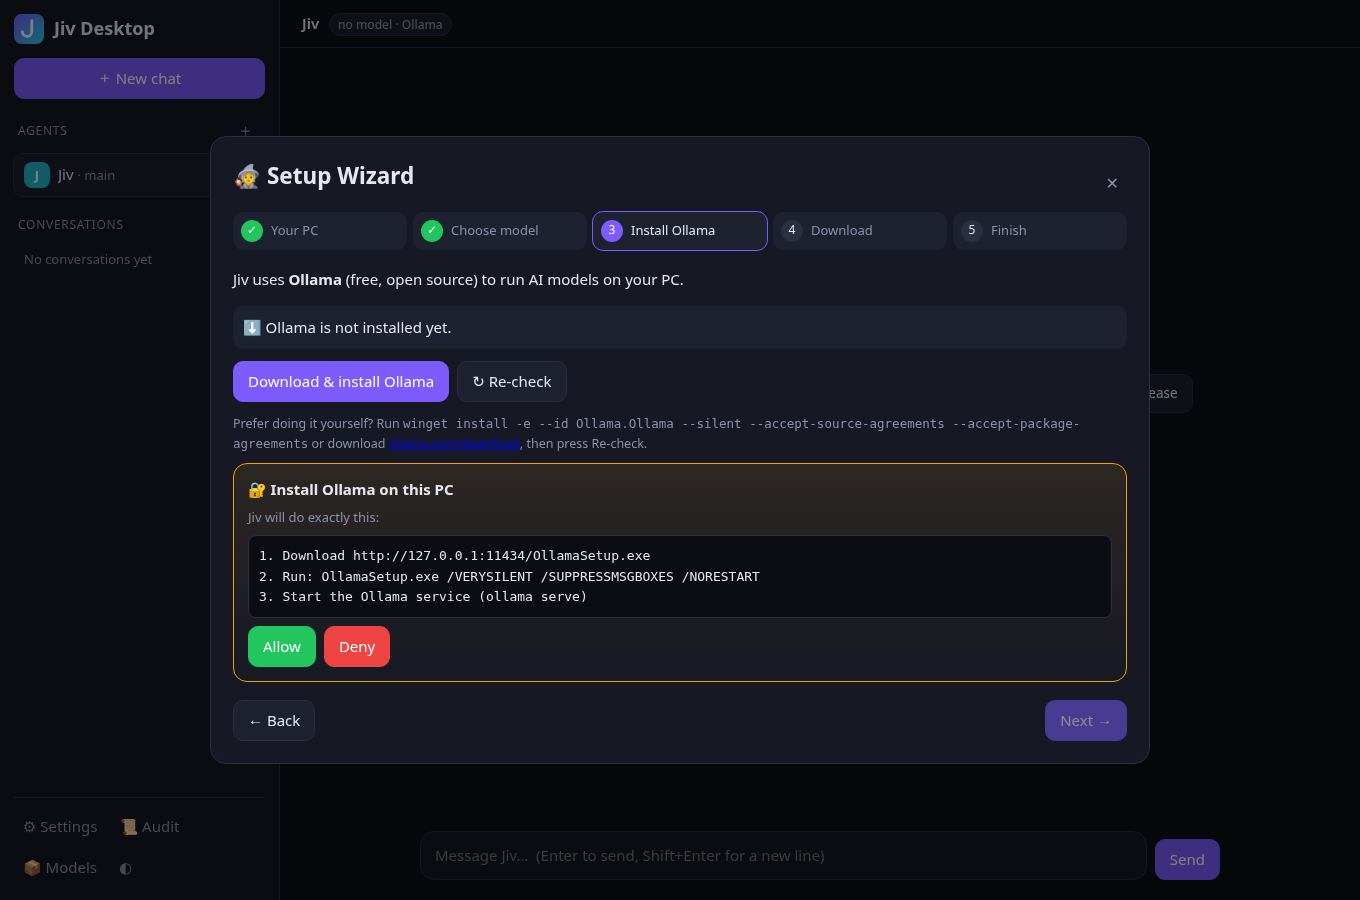 Jiv Desktop
+ New chat
AGENTS +
J Jiv · main
CONVERSATIONS
No conversations yet
⚙ Settings
Audit
Models
Jiv no model · Ollama
Setup Wizard ×
✓ Your PC
✓ Choose model
3 Install Ollama
4 Download
5 Finish
Jiv uses Ollama (free, open source) to run AI models on your PC.
Ollama is not installed yet.
Download & install Ollama
↻ Re-check
Prefer doing it yourself? Run winget install -e --id Ollama.Ollama --silent --accept-source-agreements --accept-package-
agreements or download ollama.com/download, then press Re-check.
Install Ollama on this PC
Jiv will do exactly this:
1. Download http://127.0.0.1:11434/OllamaSetup.exe
2. Run: OllamaSetup.exe /VERYSILENT /SUPPRESSMSGBOXES /NORESTART
3. Start the Ollama service (ollama serve)
Allow
Deny
← Back
Next →
ease
Message Jiv… (Enter to send, Shift+Enter for a new line)
Send